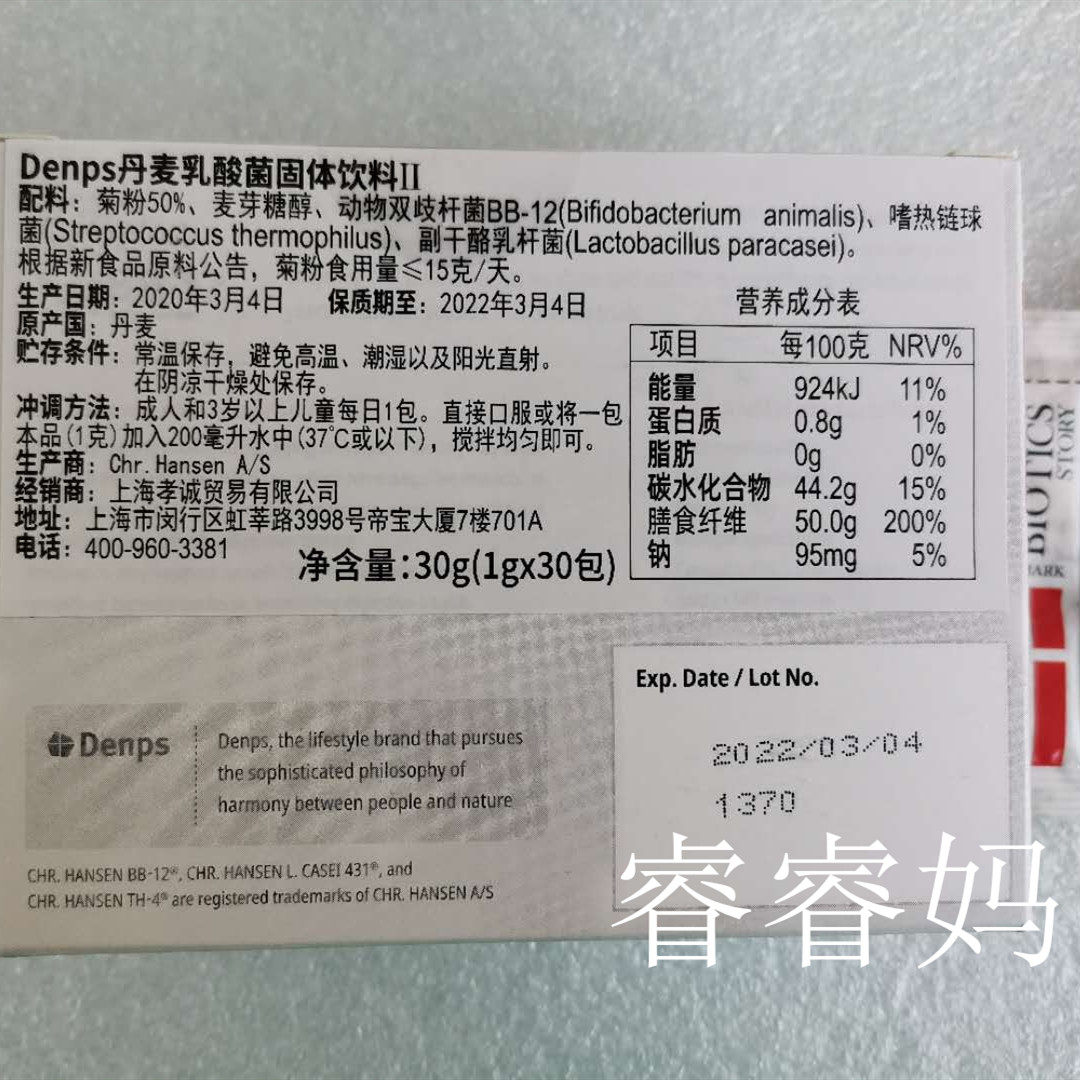 Denps丹麦乳酸菌固体饮料II
配料：菊粉50%、麦芽糖醇、动物双歧杆菌BB-12(Bifidobacterium animalis)、嗜热链球
菌(Streptococcus thermophilus)、副干酪乳杆菌(Lactobacillus paracasei)。
根据新食品原料公告，菊粉食用量≤15克/天。
生产日期：2020年3月4日 保质期至：2022年3月4日
原产国：丹麦
贮存条件：常温保存，避免高温、潮湿以及阳光直射。
在阴凉干燥处保存。
冲调方法：成人和3岁以上儿童每日1包。直接口服或将一包
本品(1克)加入200毫升水中(37℃或以下)，搅拌均匀即可。
生产商：Chr.Hansen A/S
经销商：上海孝诚贸易有限公司
地址：上海市闵行区虹莘路3998号帝宝大厦7楼701A
电话：400-960-3381
净含量：30g(1gx30包)
营养成分表
项目 每100克 NRV%
能量 924kJ 11%
蛋白质 0.8g 1%
脂肪 0g 0%
碳水化合物 44.2g 15%
膳食纤维 50.0g 200%
钠 95mg 5%
Denps
Denps, the lifestyle brand that pursues
the sophisticated philosophy of
harmony between people and nature
CHR. HANSEN BB-12®, CHR. HANSEN L. CASEI 431®, and
CHR. HANSEN TH-4® are registered trademarks of CHR. HANSEN A/S
Exp. Date / Lot No.
2022/03/04
1370
睿睿妈
BIOTICS
STORY